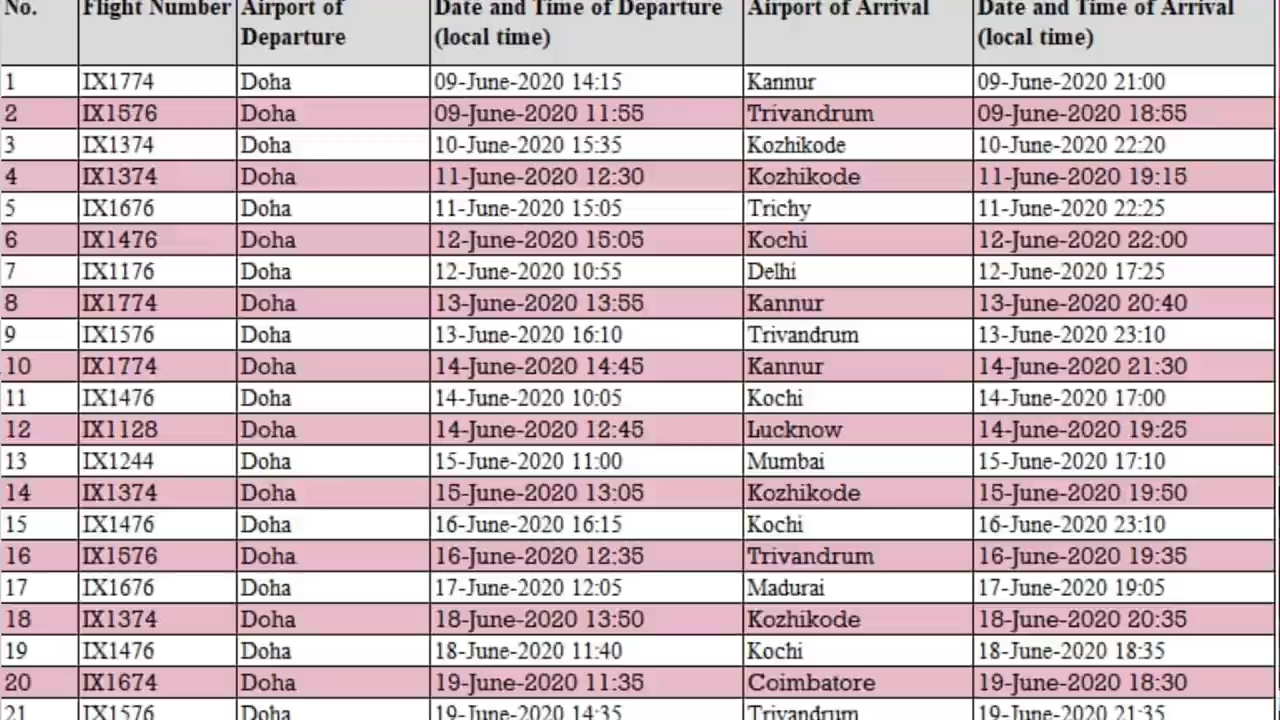 No. Flight Number Airport of Departure Date and Time of Departure (local time) Airport of Arrival Date and Time of Arrival (local time)
1 IX1774 Doha 09-June-2020 14:15 Kannur 09-June-2020 21:00
2 IX1576 Doha 09-June-2020 11:55 Trivandrum 09-June-2020 18:55
3 IX1374 Doha 10-June-2020 15:35 Kozhikode 10-June-2020 22:20
4 IX1374 Doha 11-June-2020 12:30 Kozhikode 11-June-2020 19:15
5 IX1676 Doha 11-June-2020 15:05 Trichy 11-June-2020 22:25
6 IX1476 Doha 12-June-2020 15:05 Kochi 12-June-2020 22:00
7 IX1176 Doha 12-June-2020 10:55 Delhi 12-June-2020 17:25
8 IX1774 Doha 13-June-2020 13:55 Kannur 13-June-2020 20:40
9 IX1576 Doha 13-June-2020 16:10 Trivandrum 13-June-2020 23:10
10 IX1774 Doha 14-June-2020 14:45 Kannur 14-June-2020 21:30
11 IX1476 Doha 14-June-2020 10:05 Kochi 14-June-2020 17:00
12 IX1128 Doha 14-June-2020 12:45 Lucknow 14-June-2020 19:25
13 IX1244 Doha 15-June-2020 11:00 Mumbai 15-June-2020 17:10
14 IX1374 Doha 15-June-2020 13:05 Kozhikode 15-June-2020 19:50
15 IX1476 Doha 16-June-2020 16:15 Kochi 16-June-2020 23:10
16 IX1576 Doha 16-June-2020 12:35 Trivandrum 16-June-2020 19:35
17 IX1676 Doha 17-June-2020 12:05 Madurai 17-June-2020 19:05
18 IX1374 Doha 18-June-2020 13:50 Kozhikode 18-June-2020 20:35
19 IX1476 Doha 18-June-2020 11:40 Kochi 18-June-2020 18:35
20 IX1674 Doha 19-June-2020 11:35 Coimbatore 19-June-2020 18:30
21 IX1576 Doha 19-June-2020 14:35 Trivandrum 19-June-2020 21:35